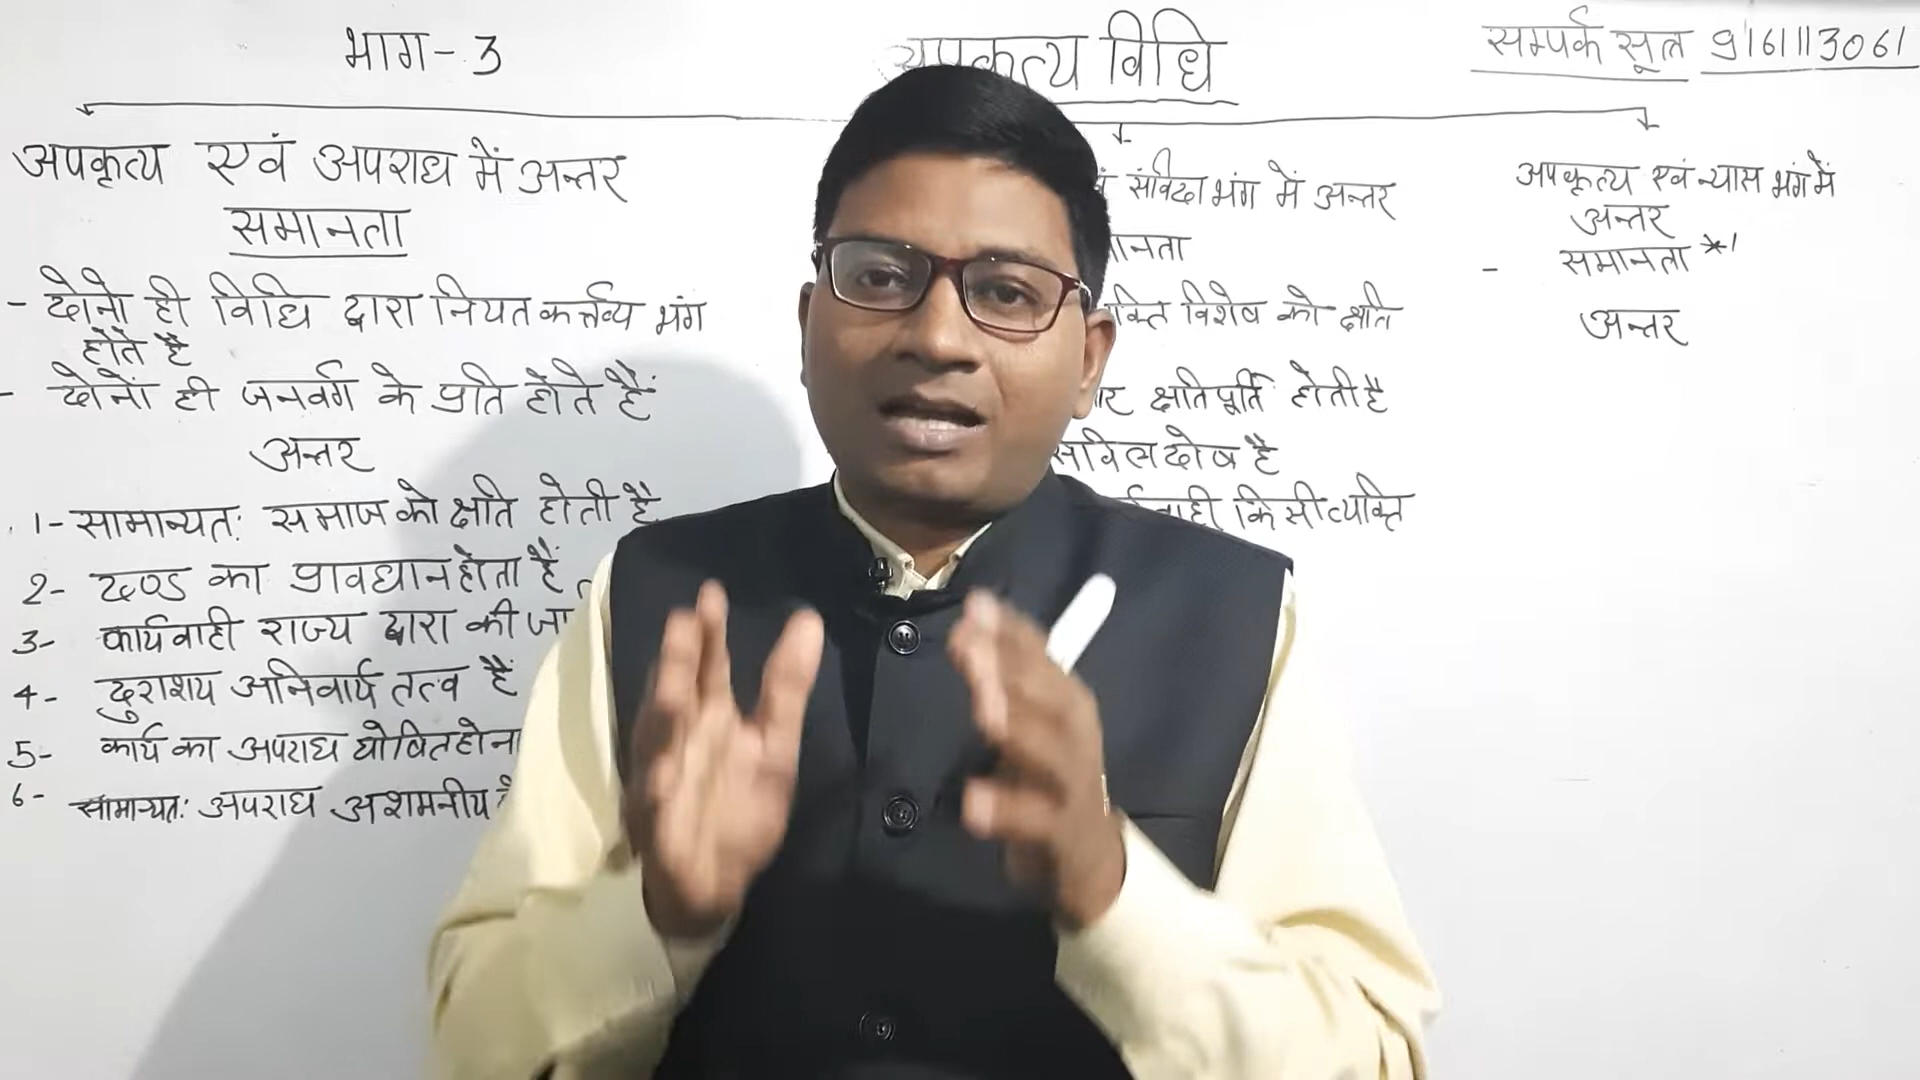 भाग-3
अपकृत्य विधि
सम्पर्क सूत्र 9161113061
अपकृत्य एवं अपराध में अन्तर
समानता
- दोनो ही विधि द्वारा नियत कर्त्तव्य भंग
होते है
- दोनों ही जनवर्ग के प्रति होते हैं
अन्तर
1- सामान्यत: समाज को क्षति होती है
2- दण्ड का प्रावधान होता है
3- कार्यवाही राज्य द्वारा की
4- दुराशय अनिवार्य तत्व है
5- कार्य का अपराध घोषित होना
6- सामान्यत: अपराध अशमनीय
संविदा भंग में अन्तर
विशेष को क्षति
क्षतिपूर्ति होती है
दोष है
किसी व्यक्ति
अपकृत्य एवं न्यास भंग में
अन्तर
- समानता *1
अन्तर